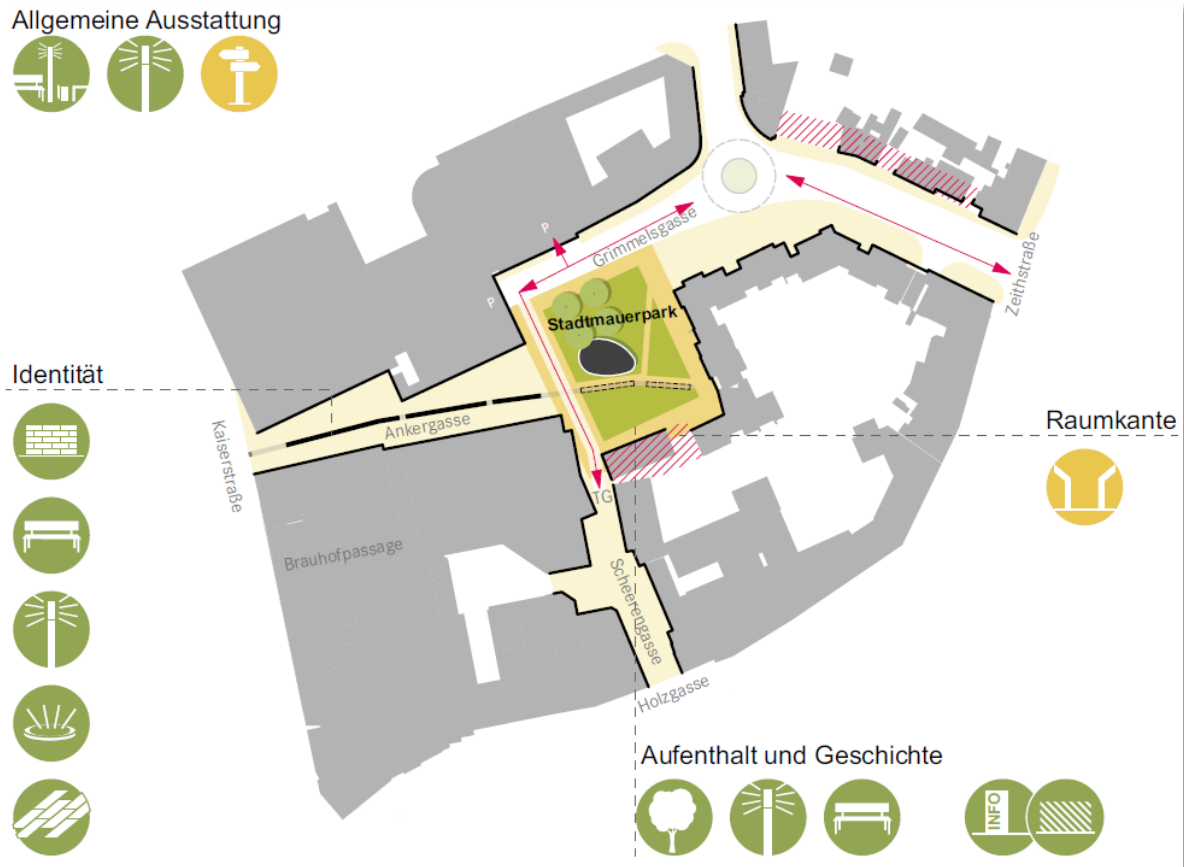 Allgemeine Ausstattung
P
Grimmelsgasse
P
Zeithstraße
Stadtmauerpark
Identität
Kaiserstraße
Ankergasse
Raumkante
TG
Brauhofpassage
Scheerengasse
Holzgasse
Aufenthalt und Geschichte
INFO